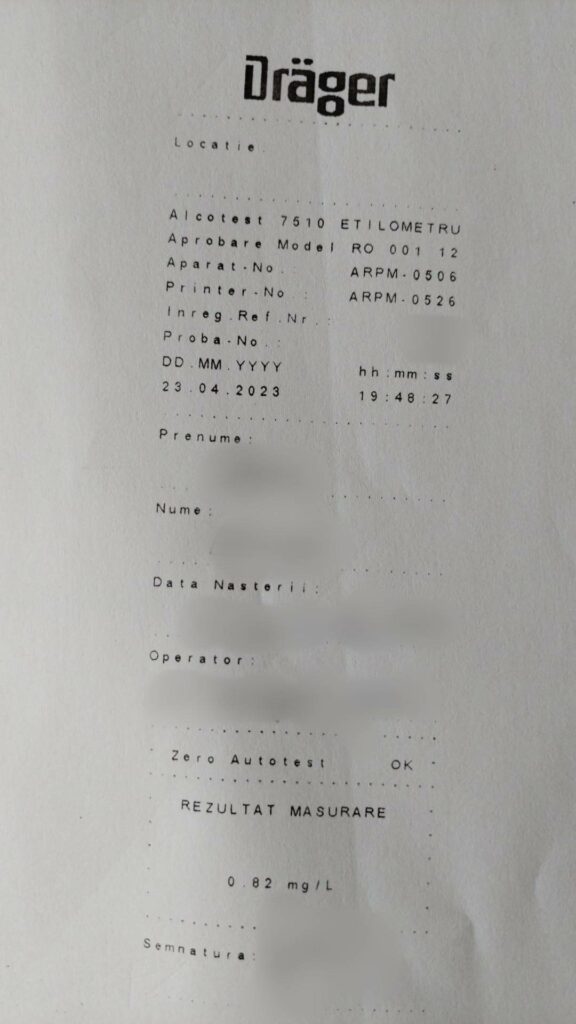 Dräger
Locatie.
Alcotest 7510 ETILOMETRU
Aprobare Model RO 001 12
Aparat-No.: ARPM-0506
Printer-No.: ARPM-0526
Inreg.Ref.Nr.:
Proba-No.:
DD.MM.YYYY hh:mm:ss
23.04.2023 19:48:27
Prenume:
Nume:
Data Nasterii:
Operator:
Zero Autotest OK
REZULTAT MASURARE
0.82 mg/L
Semnatura: